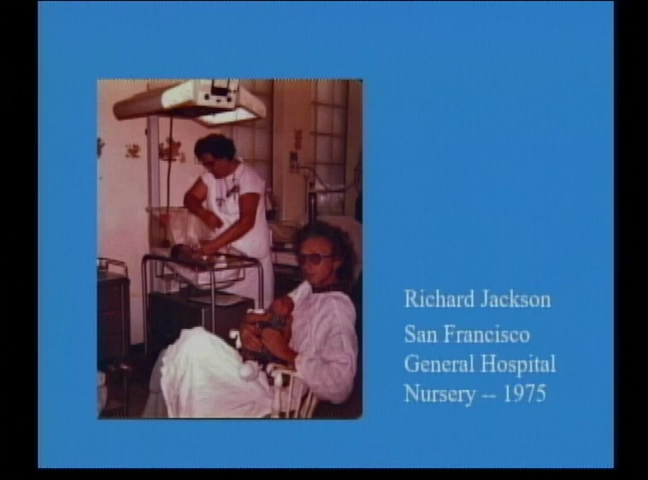 Richard Jackson
San Francisco
General Hospital
Nursery -- 1975